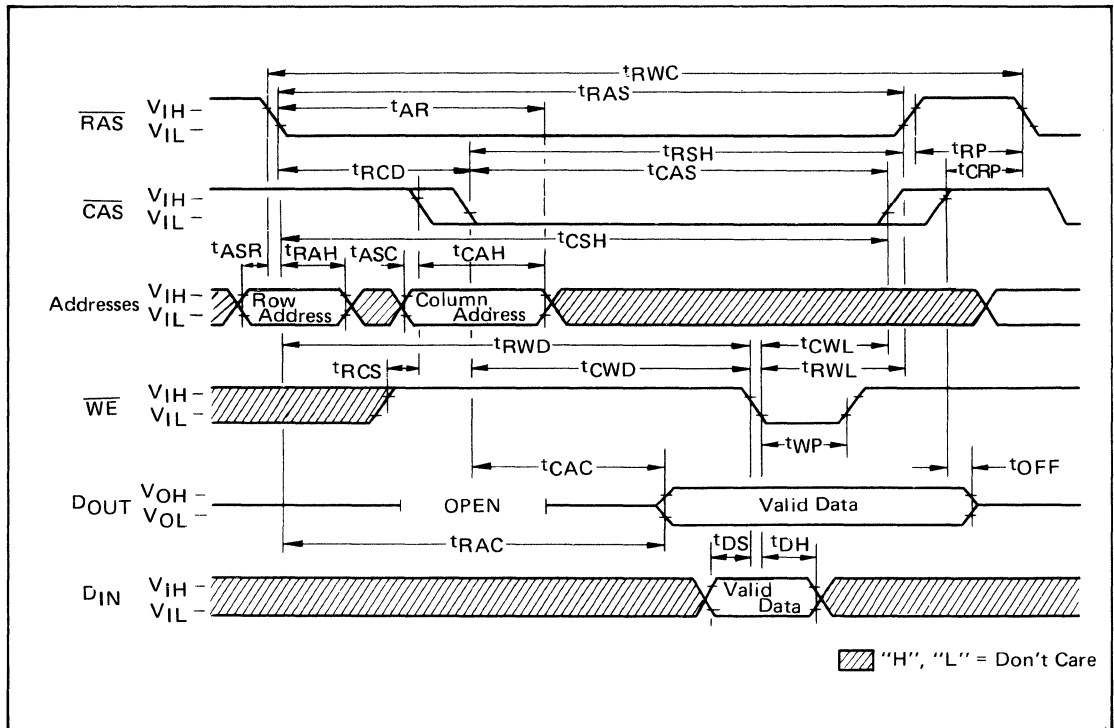 tRWC
tRAS
tAR
RAS VIH
VIL
tRSH
tRP
tRCD
tCAS
tCRP
CAS VIH
VIL
tCSH
tASR
tRAH
tASC
tCAH
Addresses VIH
VIL
Row
Address
Column
Address
tRWD
tCWL
tRCS
tCWD
tRWL
WE VIH
VIL
tWP
tCAC
tOFF
DOUT VOH
VOL
OPEN
Valid Data
tRAC
tDS
tDH
DIN VIH
VIL
Valid
Data
"H", "L" = Don't Care